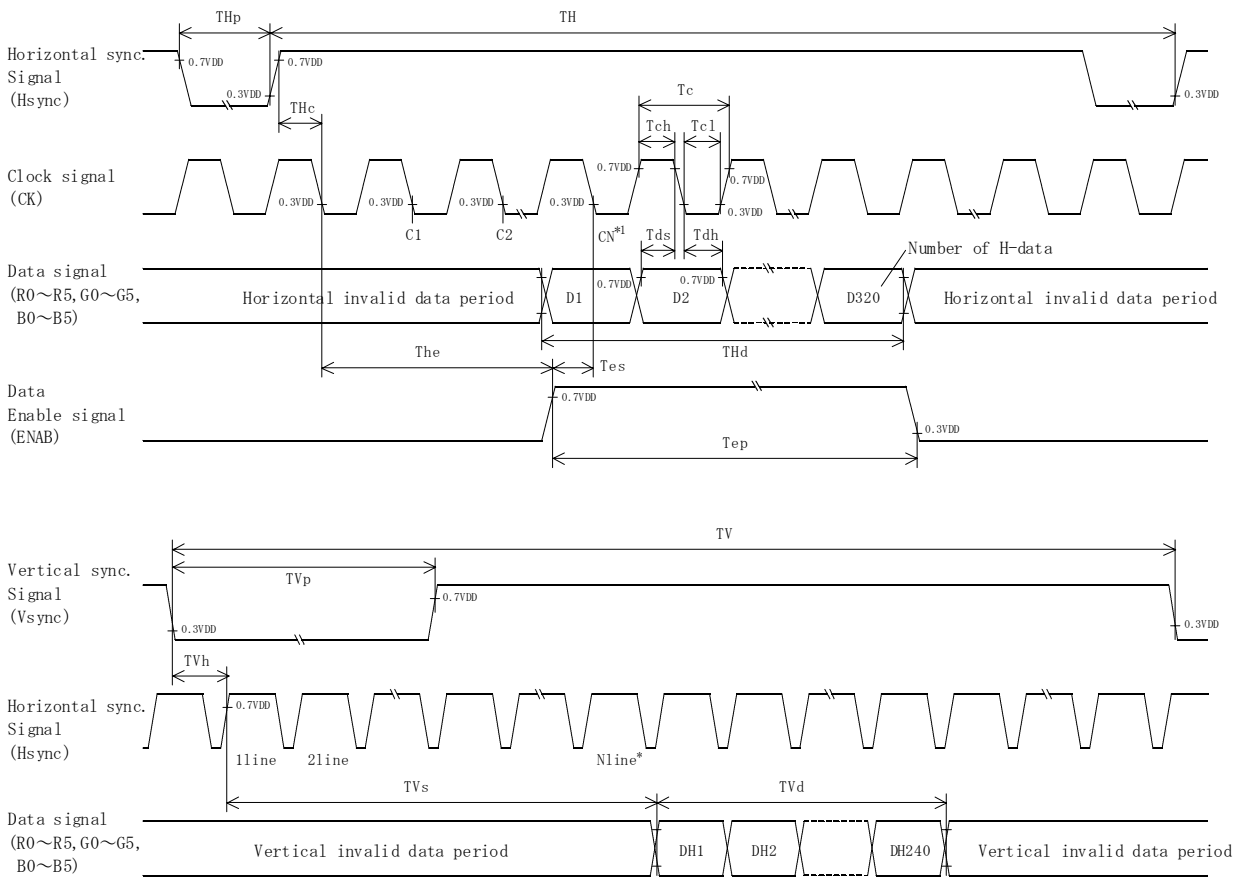 THp
TH
Horizontal sync.
Signal
(Hsync)
0.7VDD
0.3VDD
0.7VDD
0.3VDD
THc
Tc
Tch
Tcl
Clock signal
(CK)
0.3VDD
0.3VDD
0.3VDD
0.3VDD
0.7VDD
0.7VDD
0.3VDD
C1
C2
CN*1
Tds
Tdh
Number of H-data
Data signal
(R0～R5,G0～G5,
B0～B5)
Horizontal invalid data period
D1
0.7VDD
D2
0.7VDD
D320
Horizontal invalid data period
The
Tes
THd
Data
Enable signal
(ENAB)
0.7VDD
0.3VDD
Tep
TV
Vertical sync.
Signal
(Vsync)
TVp
0.3VDD
0.7VDD
0.3VDD
TVh
Horizontal sync.
Signal
(Hsync)
0.7VDD
1line
2line
Nline*
TVs
TVd
Data signal
(R0～R5,G0～G5,
B0～B5)
Vertical invalid data period
DH1
DH2
DH240
Vertical invalid data period